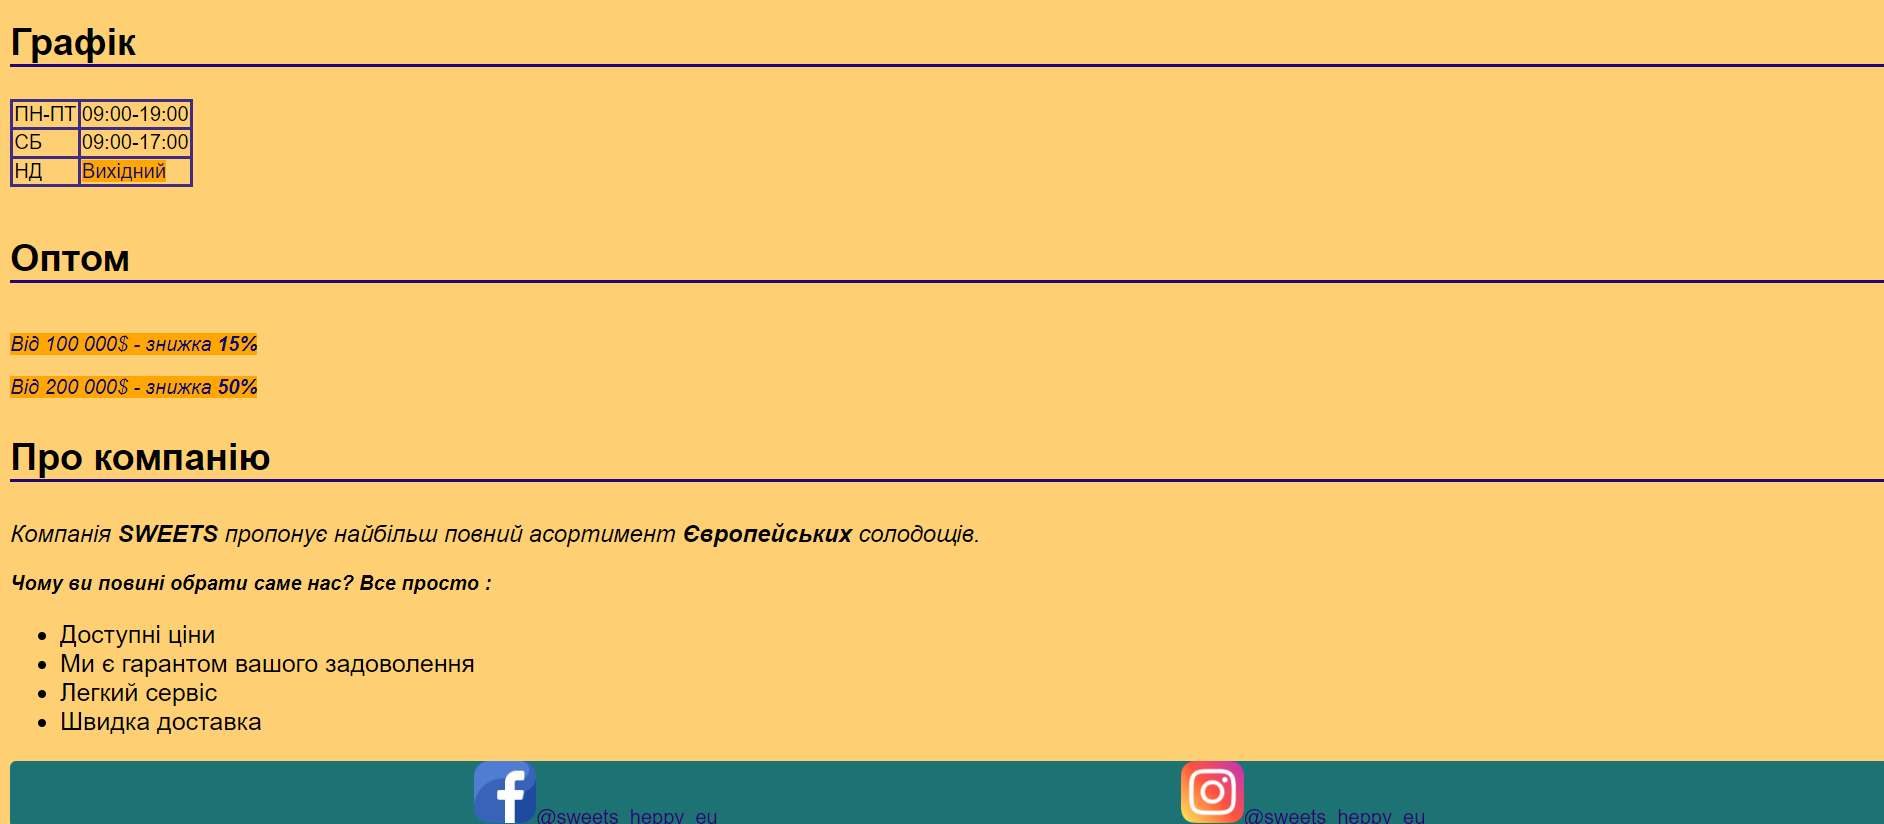 Графік
ПН-ПТ 09:00-19:00
СБ 09:00-17:00
НД Вихідний
Оптом
Від 100 000$ - знижка 15%
Від 200 000$ - знижка 50%
Про компанію
Компанія SWEETS пропонує найбільш повний асортимент Європейських солодощів.
Чому ви повині обрати саме нас? Все просто :
Доступні ціни
Ми є гарантом вашого задоволення
Легкий сервіс
Швидка доставка
@sweets_heppy_eu @sweets_heppy_eu